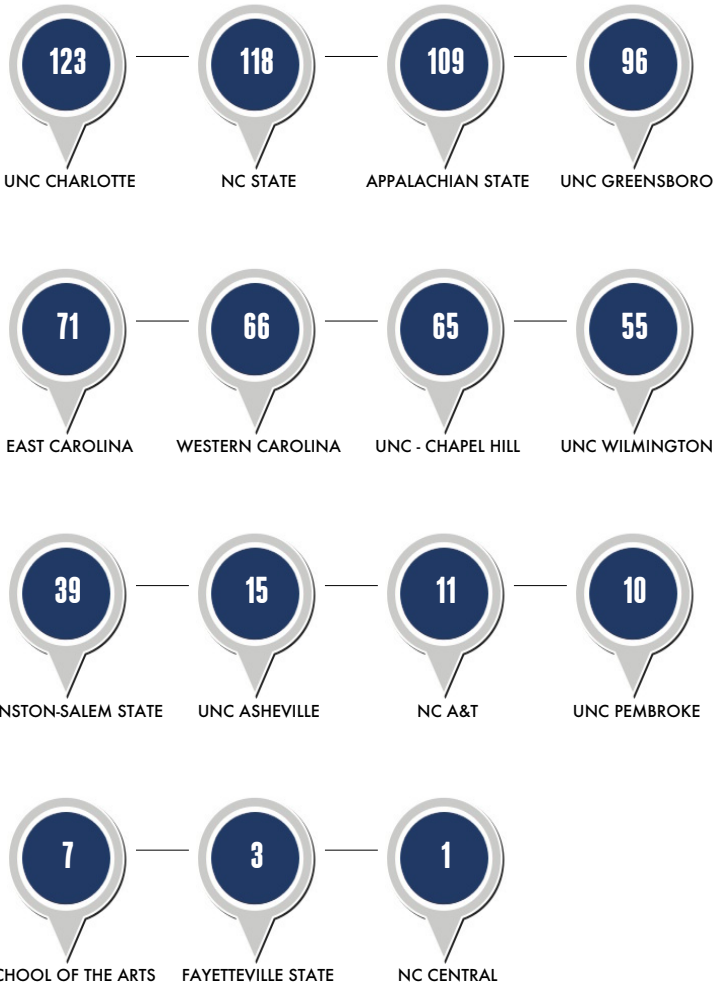 123 118 109 96
UNC CHARLOTTE NC STATE APPALACHIAN STATE UNC GREENSBORO
71 66 65 55
EAST CAROLINA WESTERN CAROLINA UNC - CHAPEL HILL UNC WILMINGTON
39 15 11 10
NSTON-SALEM STATE UNC ASHEVILLE NC A&T UNC PEMBROKE
7 3 1
CHOOL OF THE ARTS FAYETTEVILLE STATE NC CENTRAL